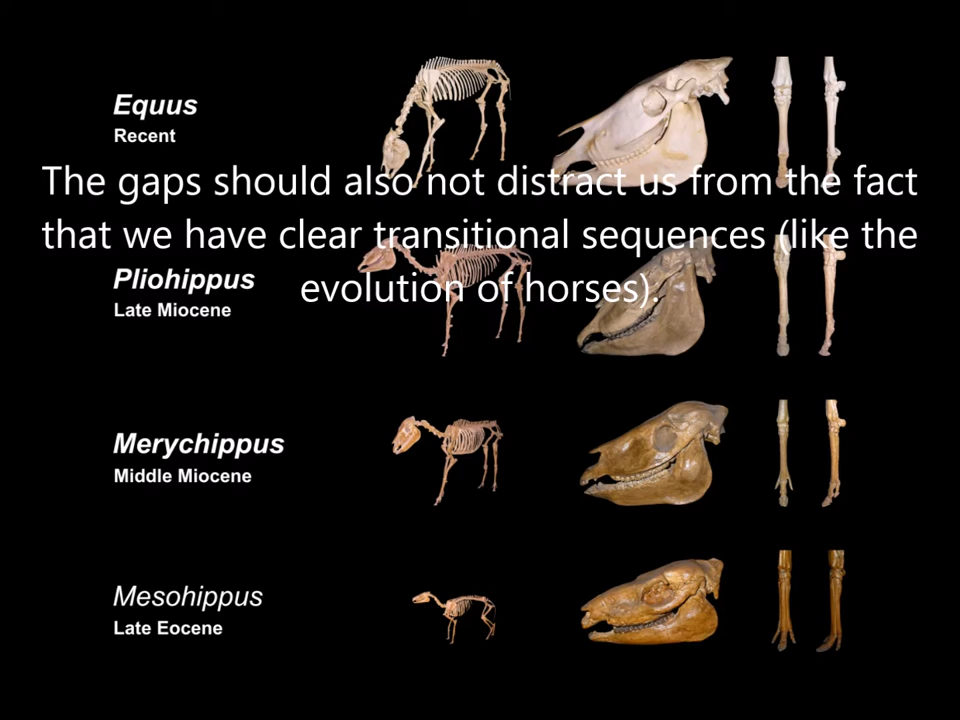 Equus
Recent
The gaps should also not distract us from the fact
that we have clear transitional sequences (like the
evolution of horses).
Pliohippus
Late Miocene
Merychippus
Middle Miocene
Mesohippus
Late Eocene